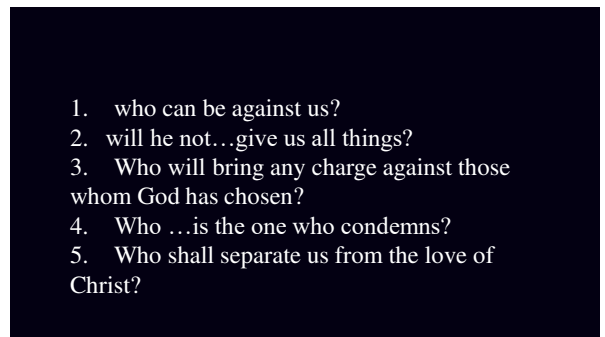 1. who can be against us?
2. will he not…give us all things?
3. Who will bring any charge against those
whom God has chosen?
4. Who …is the one who condemns?
5. Who shall separate us from the love of
Christ?